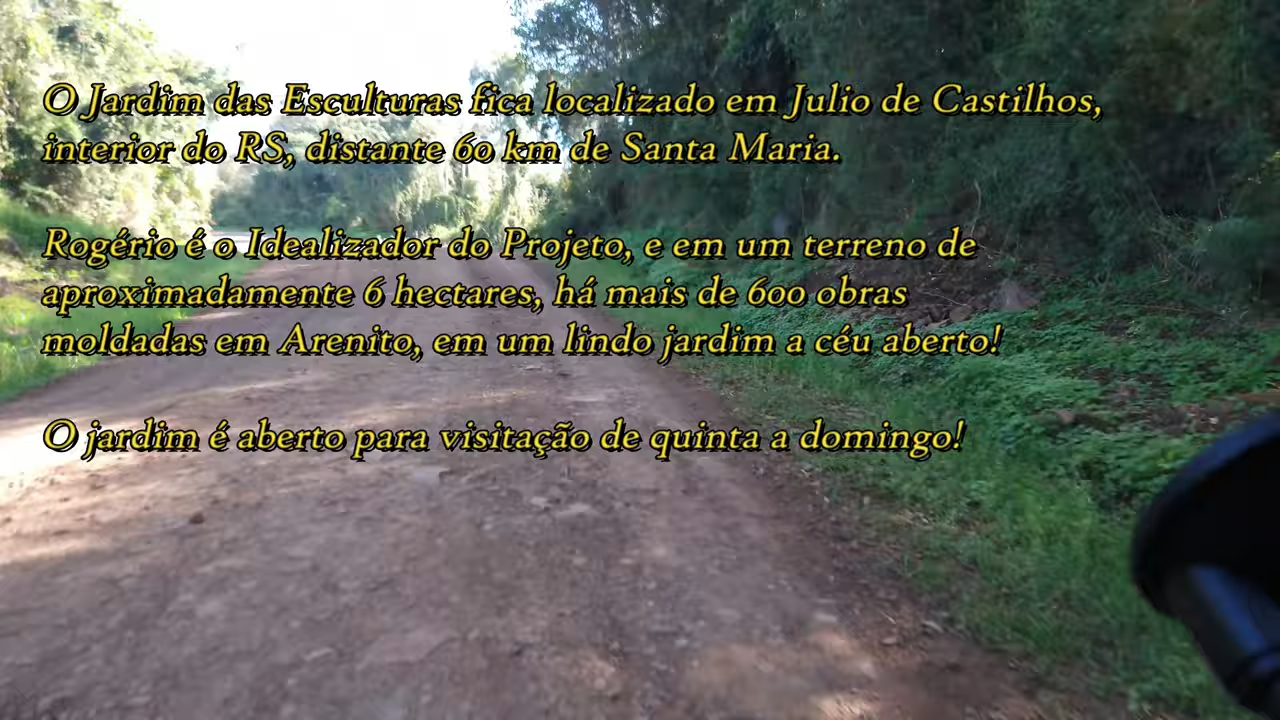 O Jardim das Esculturas fica localizado em Julio de Castilhos,
interior do RS, distante 60 km de Santa Maria.
Rogério é o Idealizador do Projeto, e em um terreno de
aproximadamente 6 hectares, há mais de 600 obras
moldadas em Arenito, em um lindo jardim a céu aberto!
O jardim é aberto para visitação de quinta a domingo!